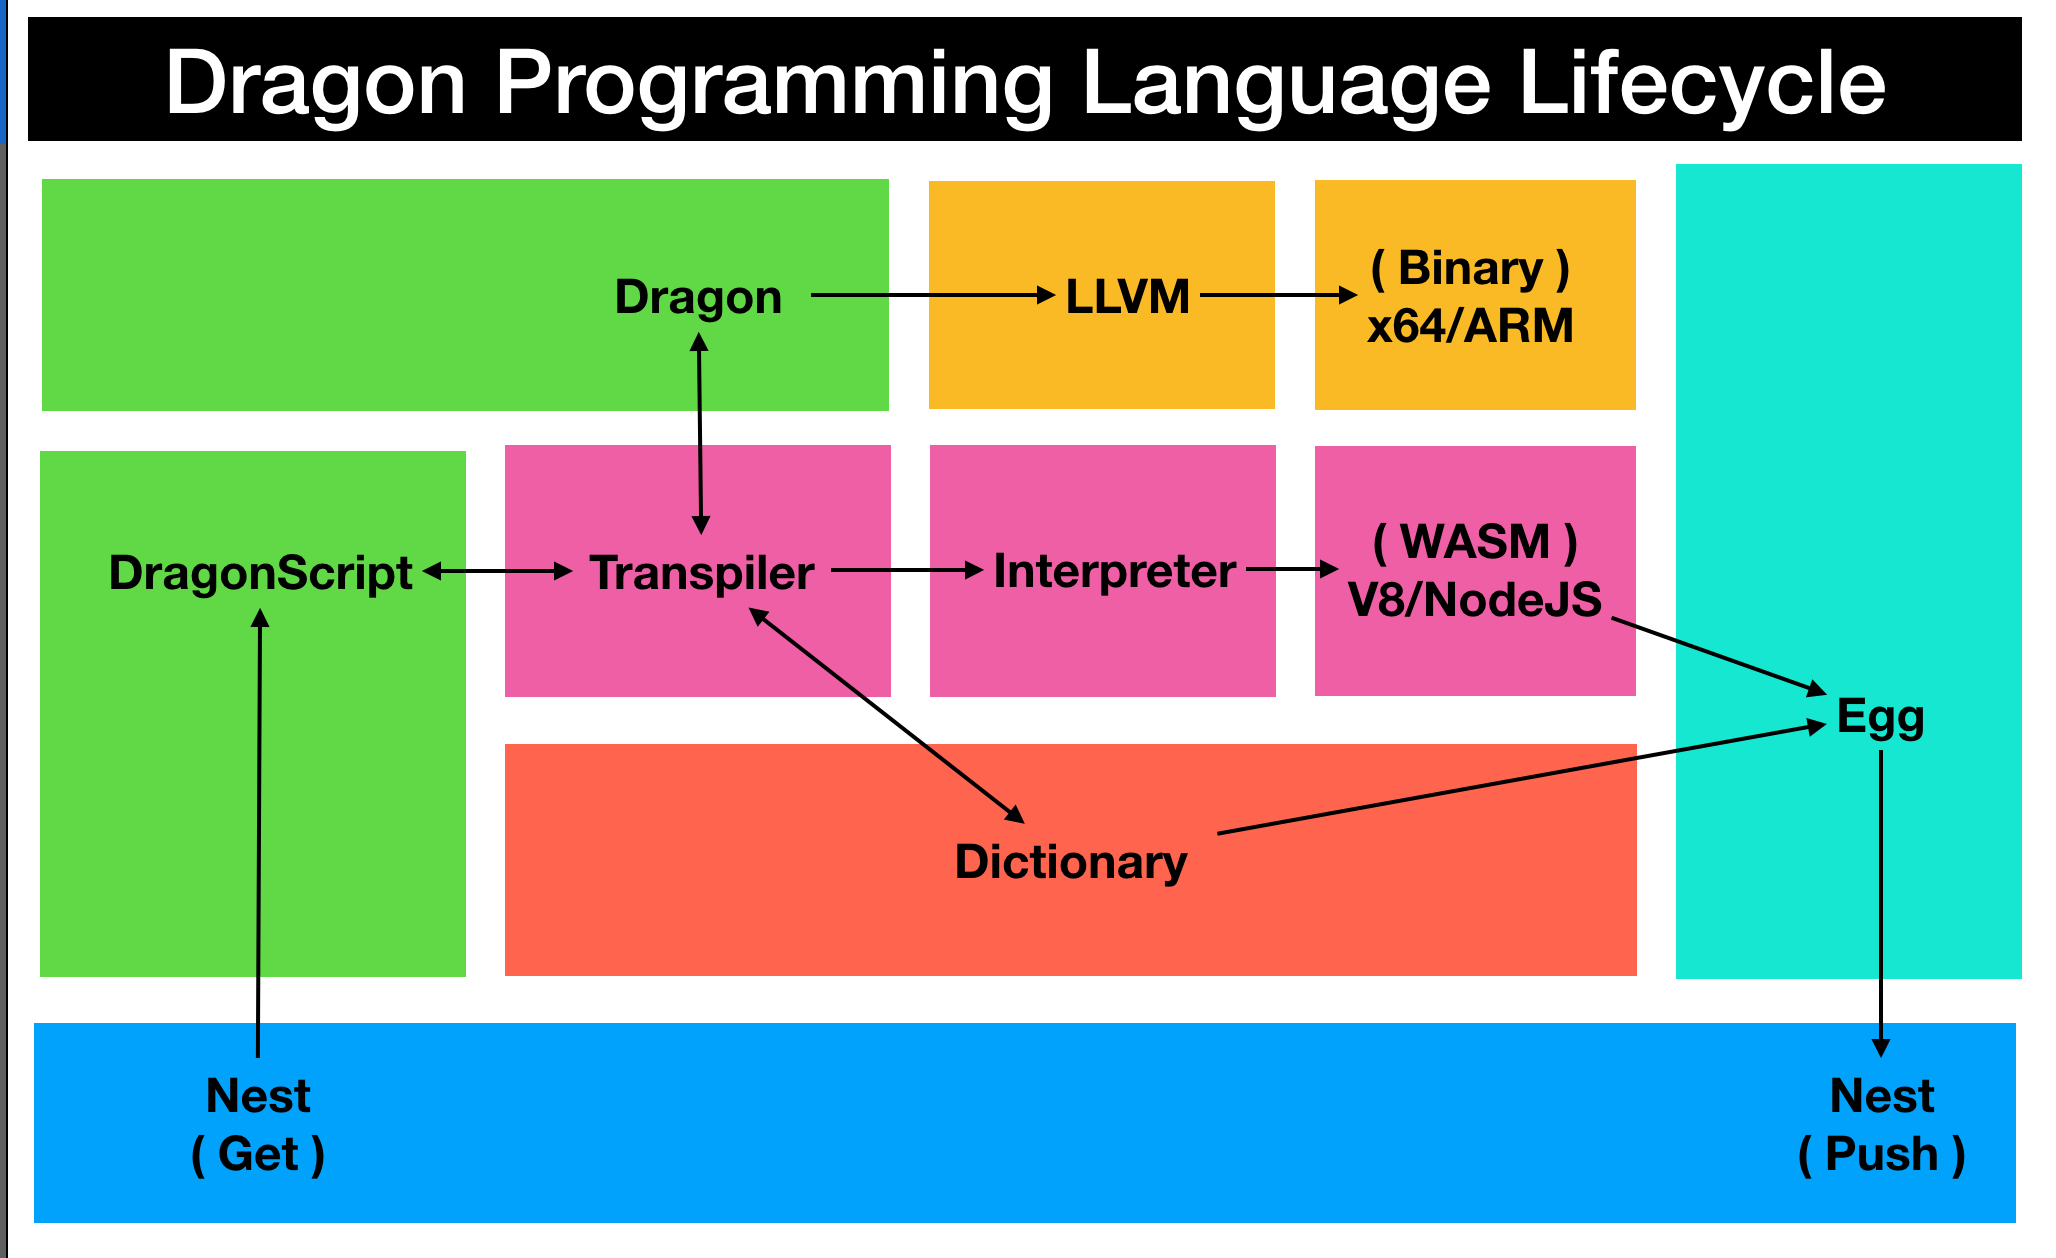 Dragon Programming Language Lifecycle
Dragon
LLVM
( Binary )
x64/ARM
DragonScript
Transpiler
Interpreter
( WASM )
V8/NodeJS
Egg
Dictionary
Nest
( Get )
Nest
( Push )